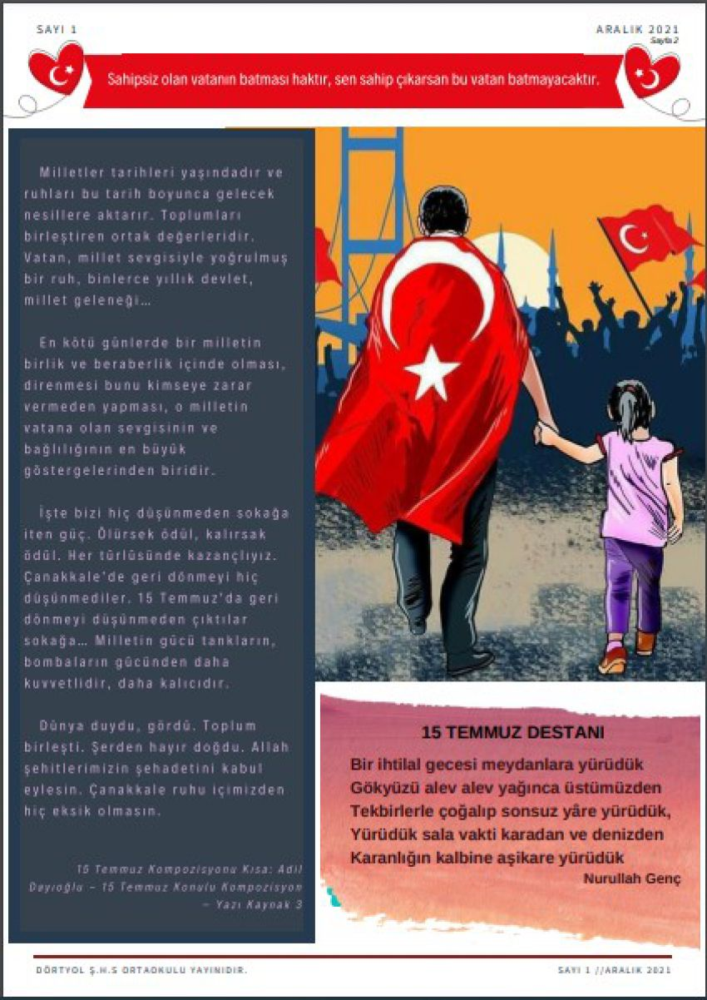 SAYI 1
ARALIK 2021
Sayfa 2
Sahipsiz olan vatanın batması haktır, sen sahip çıkarsan bu vatan batmayacaktır.
Milletler tarihleri yaşındadır ve
ruhları bu tarih boyunca gelecek
nesillere aktarır. Toplumları
birleştiren ortak değerleridir.
Vatan, millet sevgisiyle yoğrulmuş
bir ruh, binlerce yıllık devlet,
millet geleneği…
En kötü günlerde bir milletin
birlik ve beraberlik içinde olması,
direnmesi bunu kimseye zarar
vermeden yapması, o milletin
vatana olan sevgisinin ve
bağlılığının en büyük
göstergelerinden biridir.
İşte bizi hiç düşünmeden sokağa
iten güç. Ölürsek ödül, kalırsak
ödül. Her türlüsünde kazançlıyız.
Çanakkale'de geri dönmeyi hiç
düşünmediler. 15 Temmuz'da geri
dönmeyi düşünmeden çıktılar
sokağa… Milletin gücü tankların,
bombaların gücünden daha
kuvvetlidir, daha kalıcıdır.
Dünya duydu, gördü. Toplum
birleşti. Şerden hayır doğdu. Allah
şehitlerimizin şehadetini kabul
eylesin. Çanakkale ruhu içimizden
hiç eksik olmasın.
15 Temmuz Kompozisyonu Kısa: Adil
Dayıoğlu – 15 Temmuz Konulu Kompozisyon
– Yazı Kaynak 3
15 TEMMUZ DESTANI
Bir ihtilal gecesi meydanlara yürüdük
Gökyüzü alev alev yağınca üstümüzden
Tekbirlerle çoğalıp sonsuz yâre yürüdük,
Yürüdük sala vakti karadan ve denizden
Karanlığın kalbine aşikare yürüdük
Nurullah Genç
DÖRTYOL Ş.H.S ORTAOKULU YAYINIDIR.
SAYI 1 //ARALIK 2021